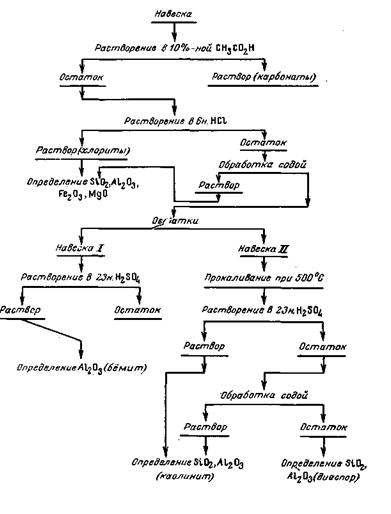 Навеска
Растворение в 10%-ной CH3CO2H
Остаток
Раствор (карбонаты)
Растворение в 6н. HCl
Раствор (хлориты)
Остаток
Обработка содой
Определение SiO2, Al2O3,
Fe2O3, MgO
Раствор
Остатки
Навеска I
Навеска II
Растворение в 23н. H2SO4
Прокаливание при 500°C
Раствор
Остаток
Растворение в 23н. H2SO4
Раствор
Остаток
Определение Al2O3 (бёмит)
Обработка содой
Раствор
Остаток
Определение SiO2, Al2O3
(каолинит)
Определение SiO2,
Al2O3 (диаспор)